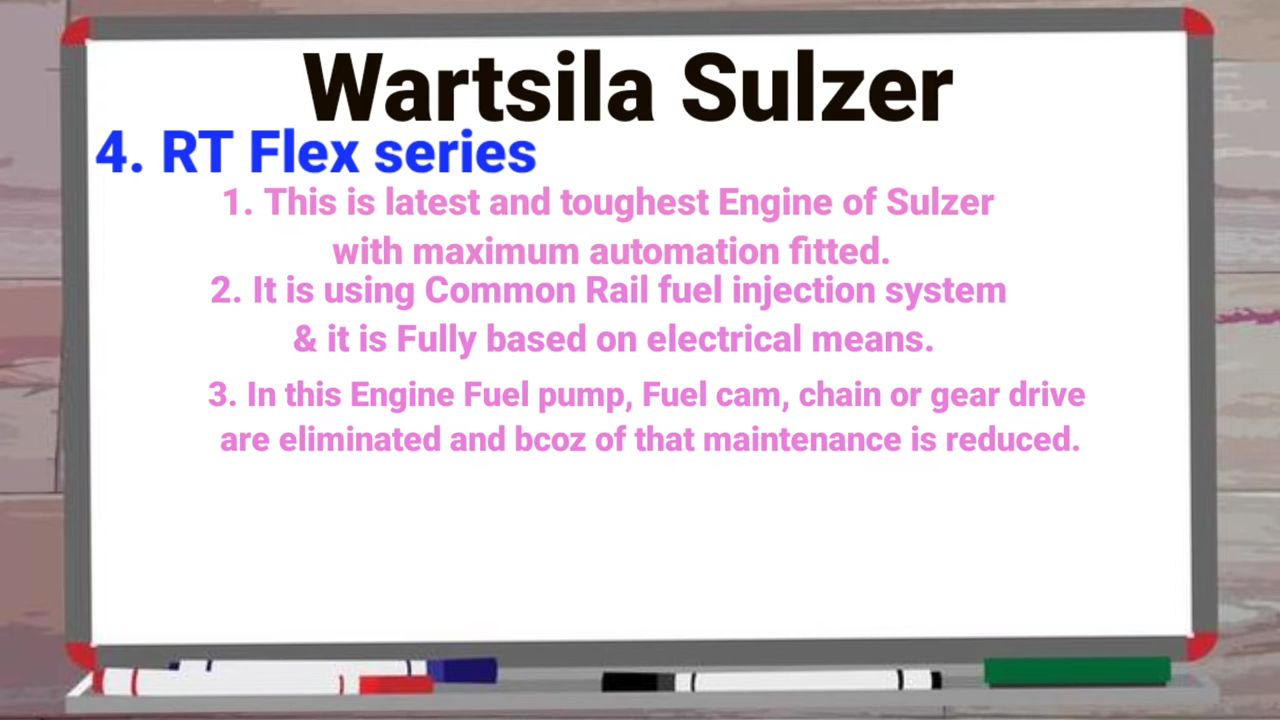 Wartsila Sulzer
4. RT Flex series
1. This is latest and toughest Engine of Sulzer
with maximum automation fitted.
2. It is using Common Rail fuel injection system
& it is Fully based on electrical means.
3. In this Engine Fuel pump, Fuel cam, chain or gear drive
are eliminated and bcoz of that maintenance is reduced.